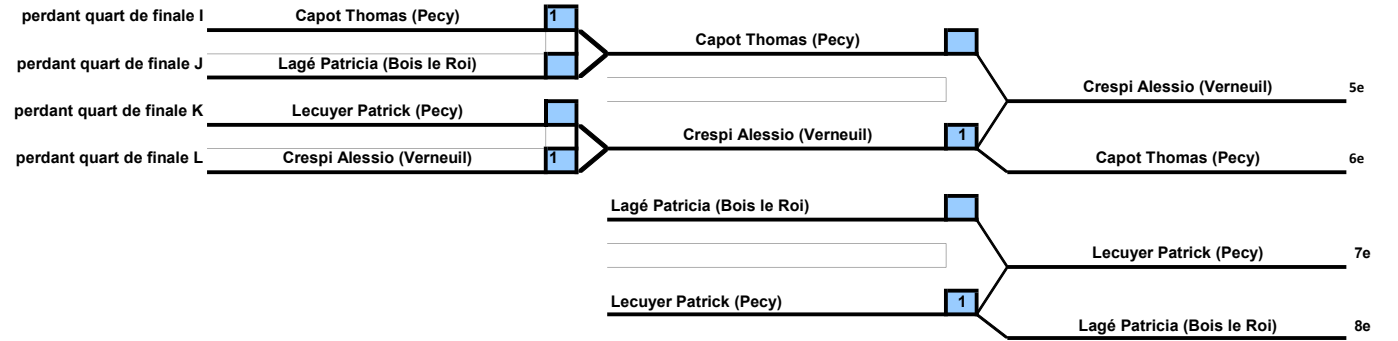 perdant quart de finale I Capot Thomas (Pecy) 1
Capot Thomas (Pecy)
perdant quart de finale J Lagé Patricia (Bois le Roi)
Crespi Alessio (Verneuil) 5e
perdant quart de finale K Lecuyer Patrick (Pecy)
Crespi Alessio (Verneuil) 1
perdant quart de finale L Crespi Alessio (Verneuil) 1
Capot Thomas (Pecy) 6e
Lagé Patricia (Bois le Roi)
Lecuyer Patrick (Pecy) 7e
Lecuyer Patrick (Pecy) 1
Lagé Patricia (Bois le Roi) 8e